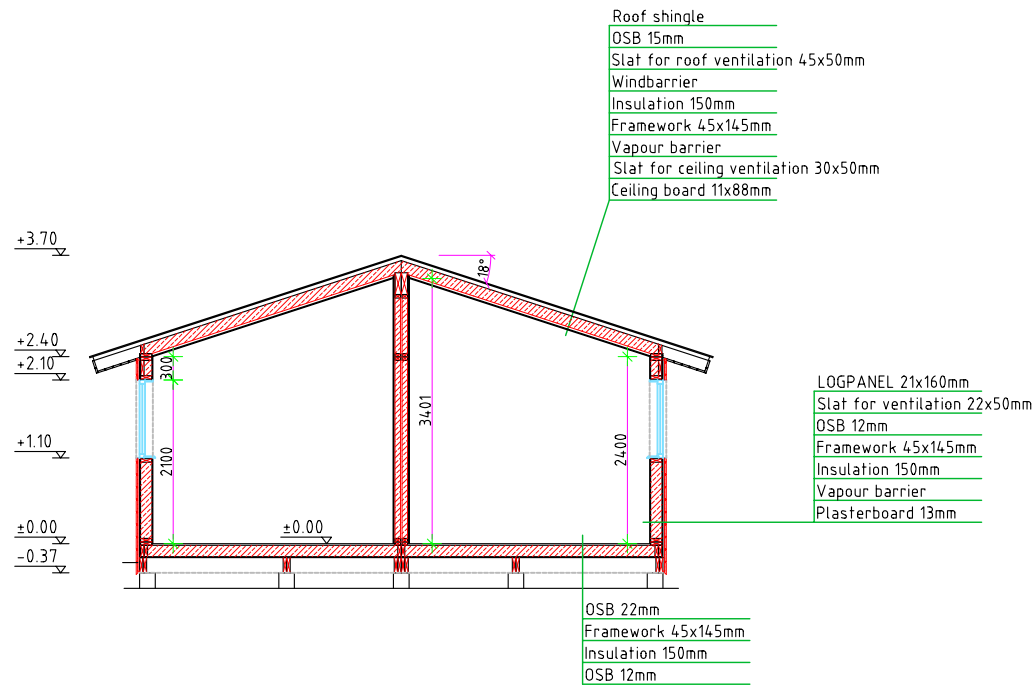 Roof shingle
OSB 15mm
Slat for roof ventilation 45x50mm
Windbarrier
Insulation 150mm
Framework 45x145mm
Vapour barrier
Slat for ceiling ventilation 30x50mm
Ceiling board 11x88mm
+3.70
18°
+2.40
+2.10
300
+1.10
2100
3401
2400
±0.00
±0.00
-0.37
LOGPANEL 21x160mm
Slat for ventilation 22x50mm
OSB 12mm
Framework 45x145mm
Insulation 150mm
Vapour barrier
Plasterboard 13mm
OSB 22mm
Framework 45x145mm
Insulation 150mm
OSB 12mm